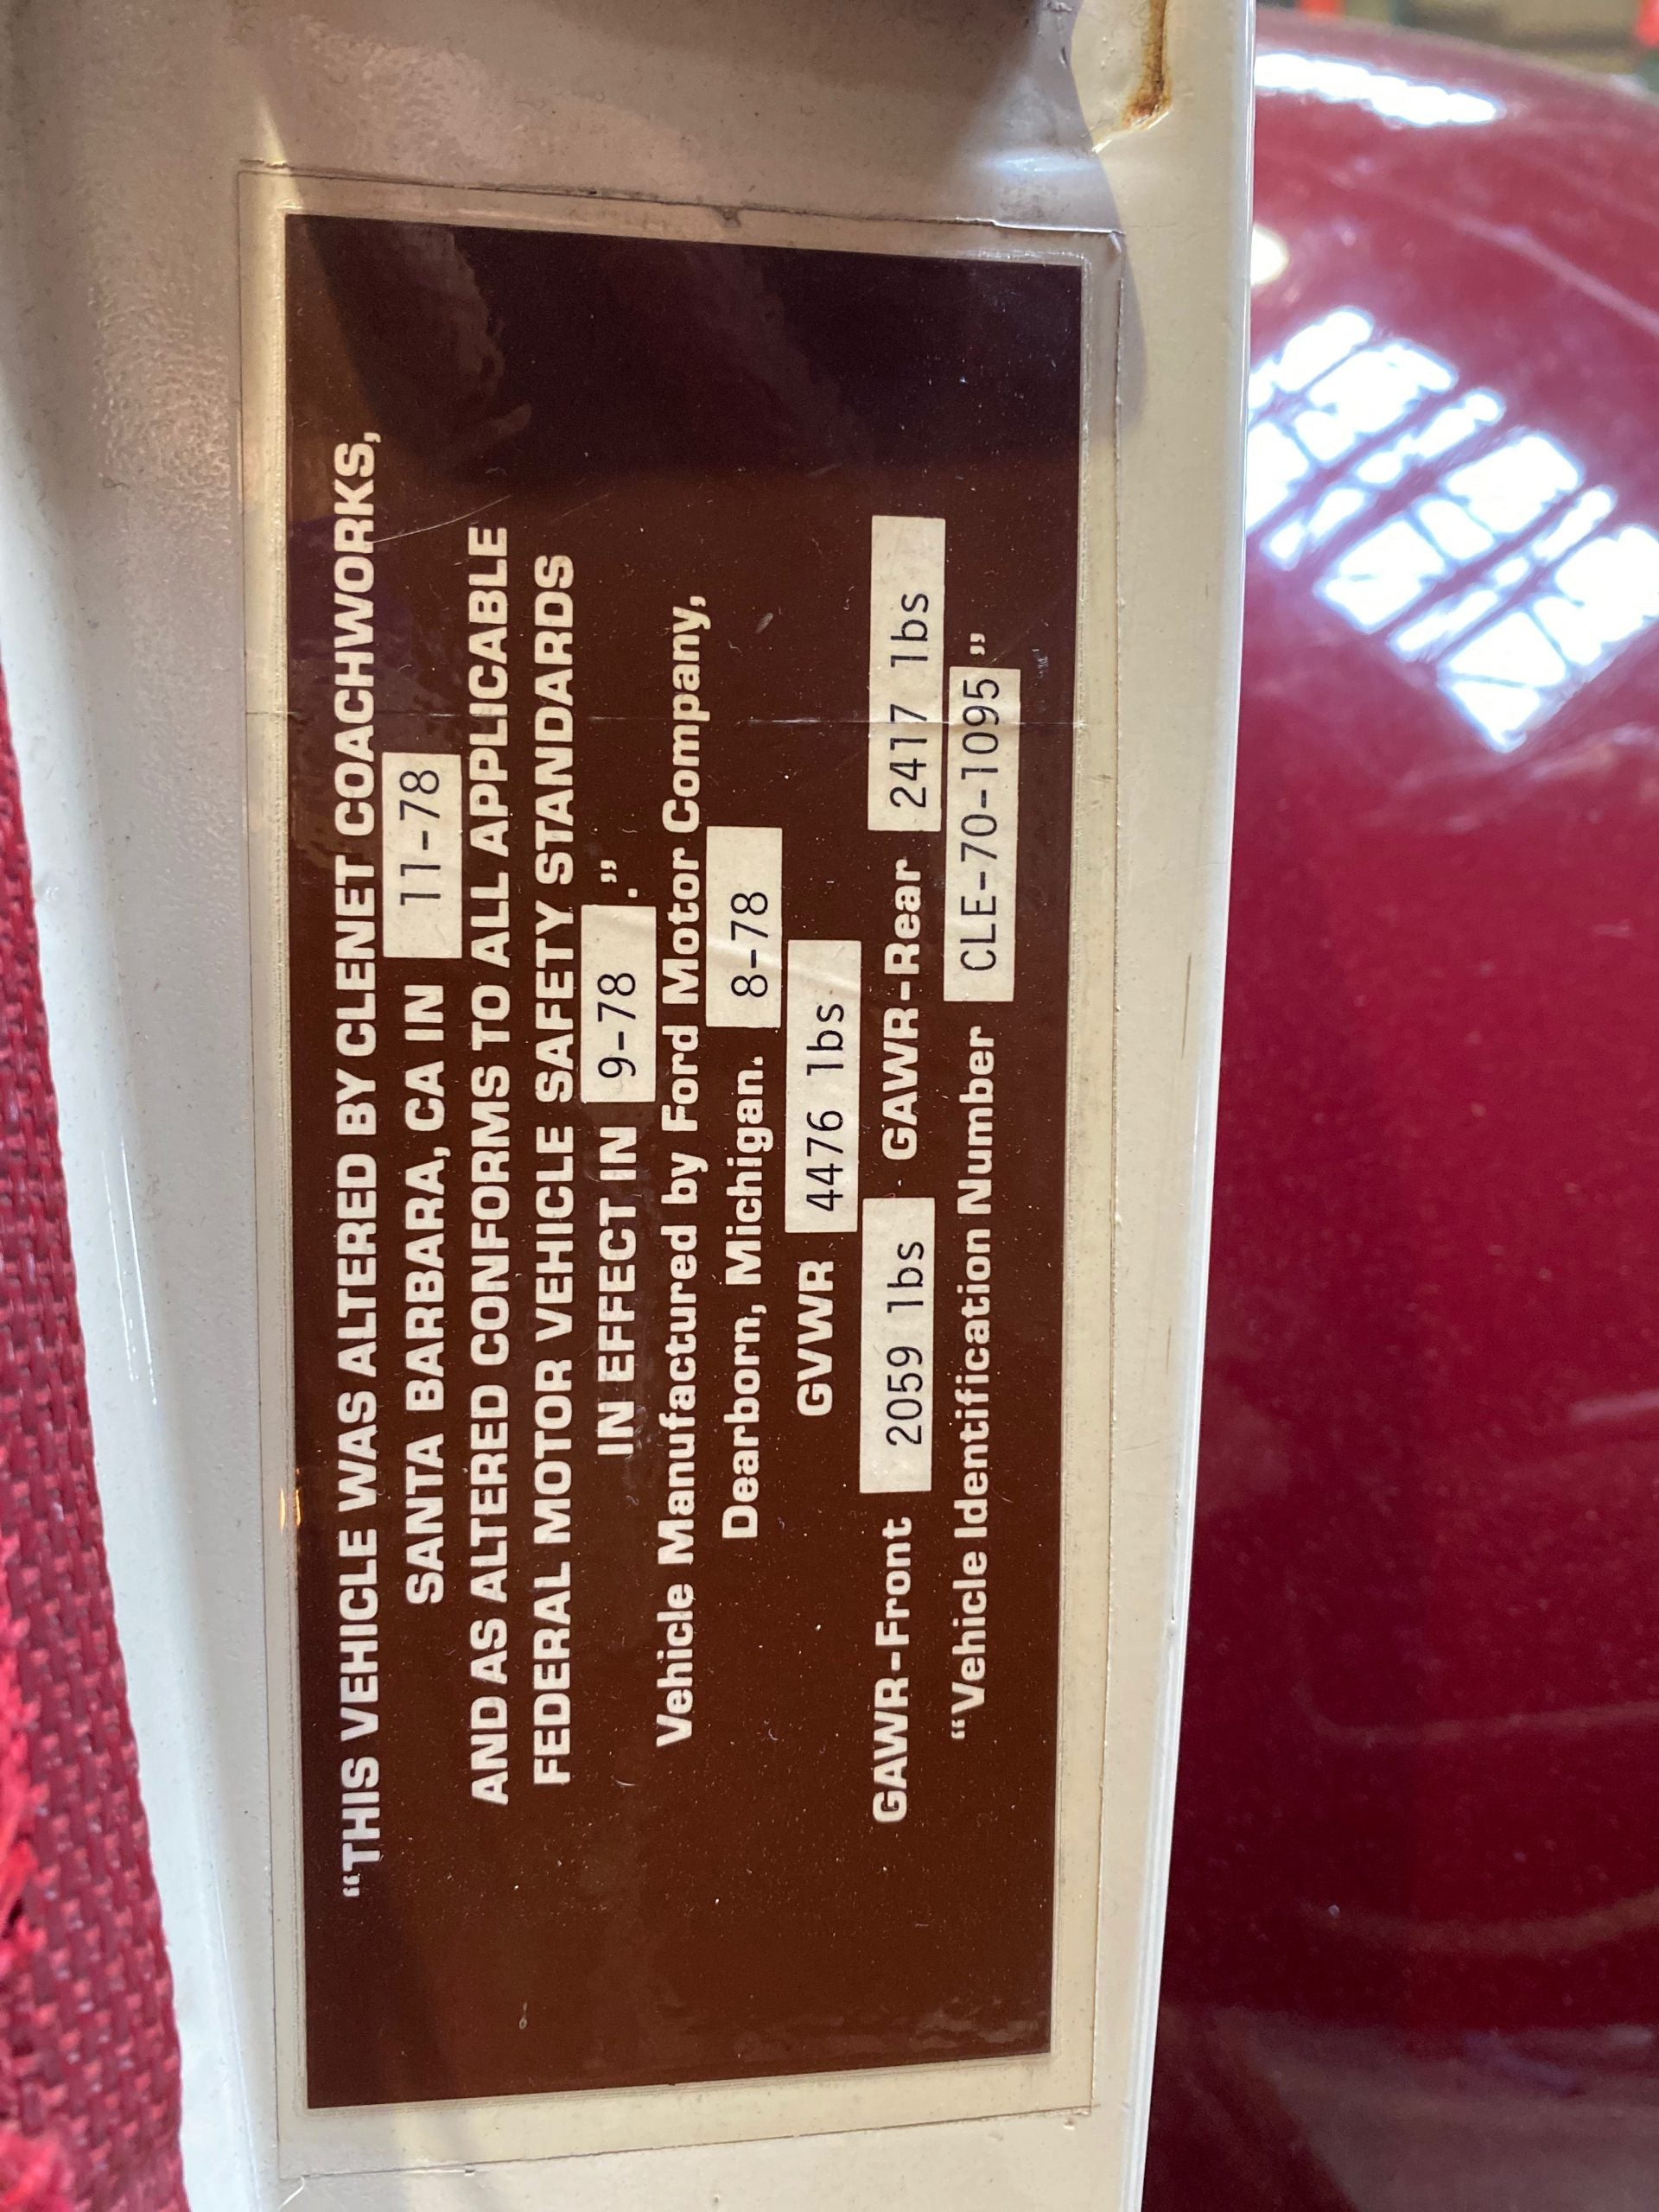 “THIS VEHICLE WAS ALTERED BY CLENET COACHWORKS,
SANTA BARBARA, CA IN 11-78
AND AS ALTERED CONFORMS TO ALL APPLICABLE
FEDERAL MOTOR VEHICLE SAFETY STANDARDS
IN EFFECT IN 9-78 .”
Vehicle Manufactured by Ford Motor Company,
Dearborn, Michigan. 8-78
GVWR 4476 lbs
GAWR-Front 2059 lbs GAWR-Rear 2417 lbs
“Vehicle Identification Number CLE-70-1095 ”